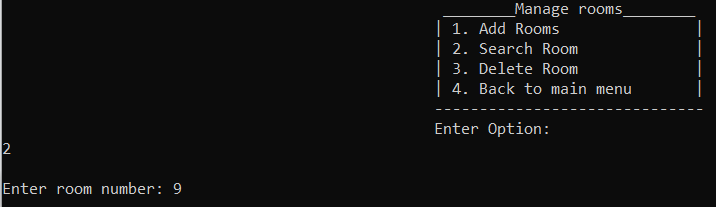 ________Manage rooms________
| 1. Add Rooms |
| 2. Search Room |
| 3. Delete Room |
| 4. Back to main menu |
------------------------------
Enter Option:
2
Enter room number: 9